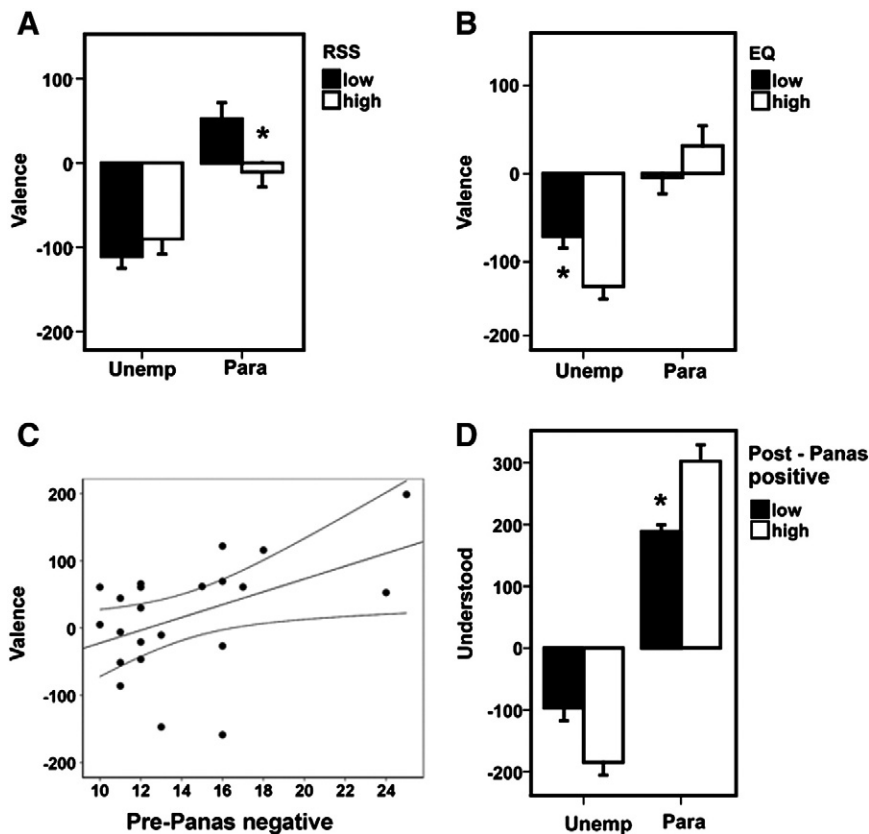 A
RSS
low
high
100
0
-100
-200
Valence
*
Unemp Para
B
EQ
low
high
100
0
-100
-200
Valence
*
Unemp Para
C
200
100
0
-100
-200
Valence
10 12 14 16 18 20 22 24
Pre-Panas negative
D
Post - Panas
positive
low
high
300
200
100
0
-100
-200
Understood
*
Unemp Para